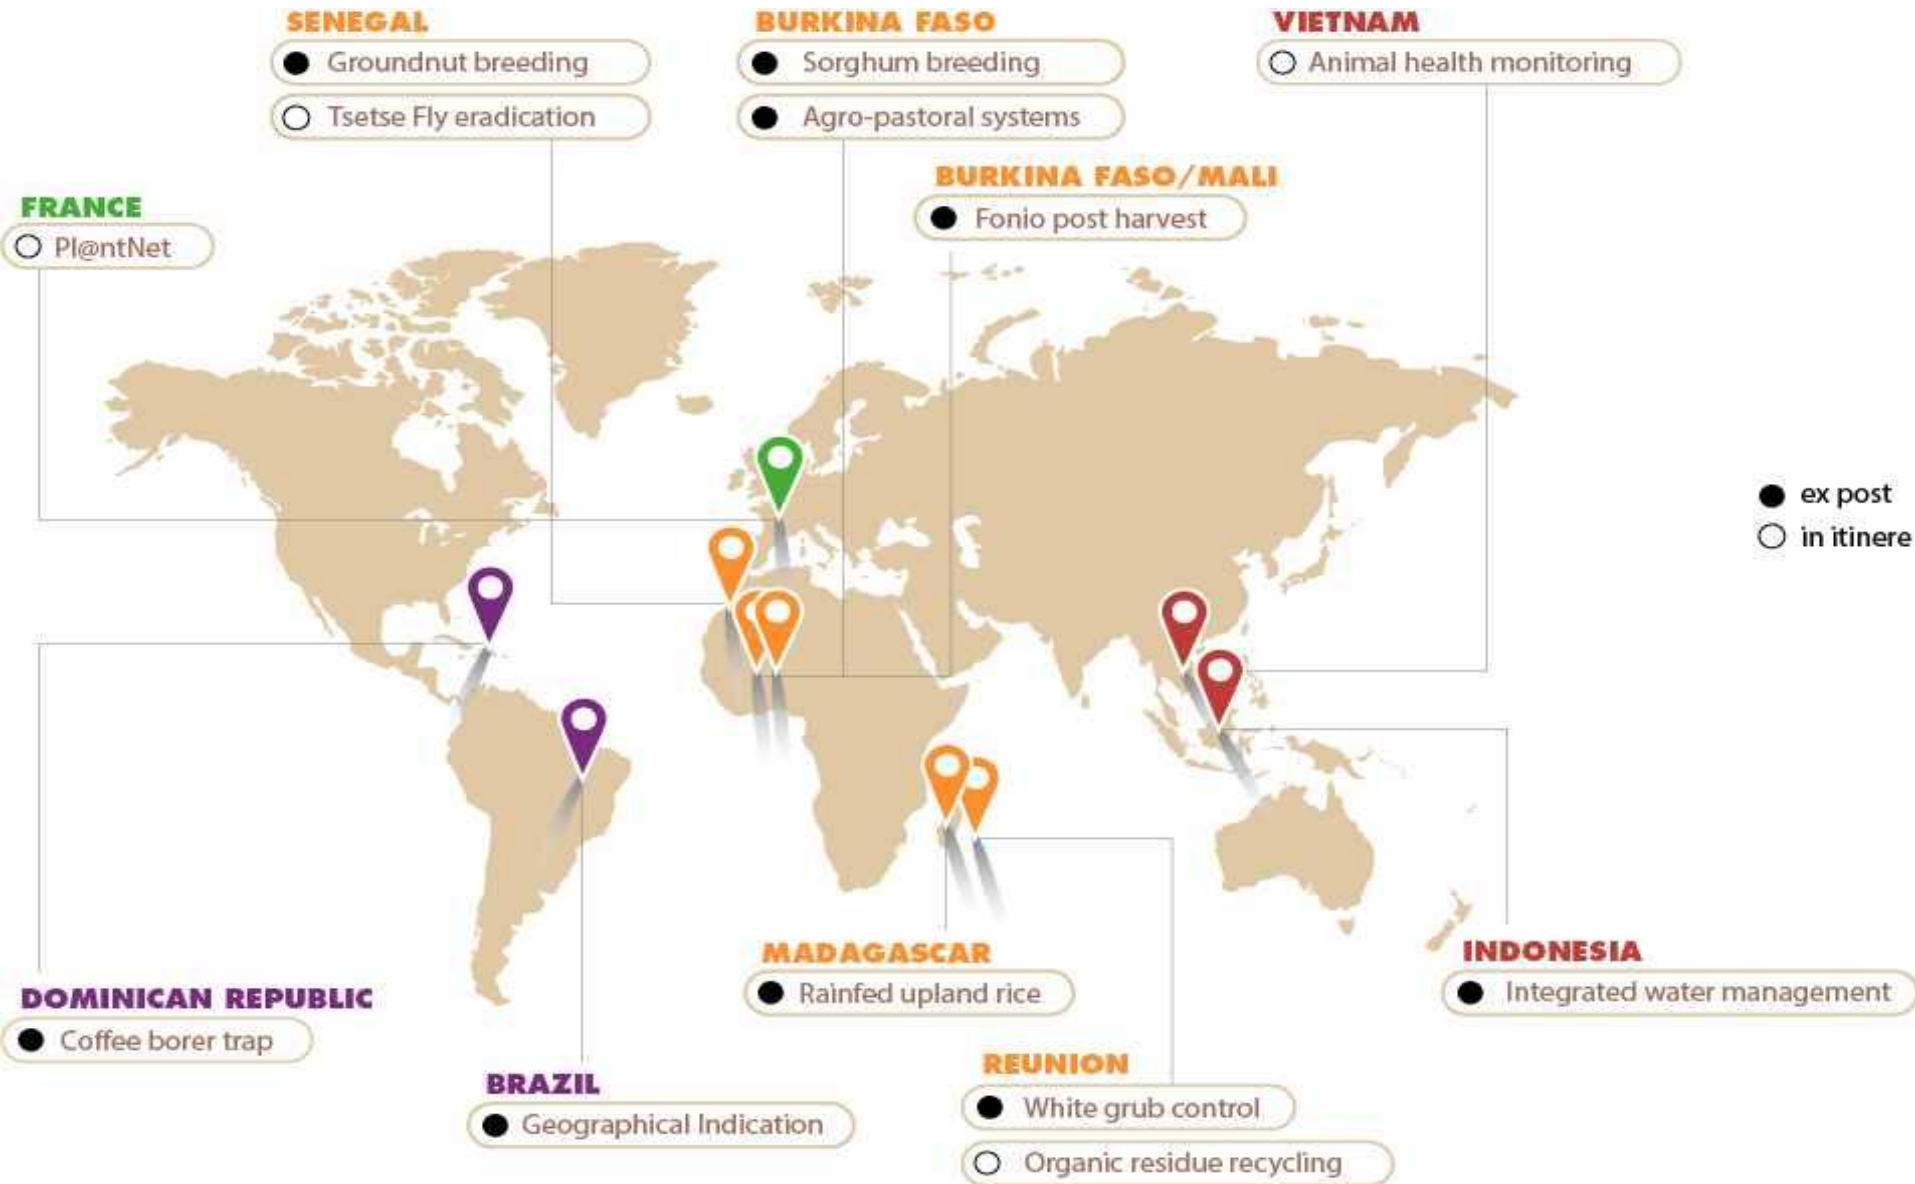 SENEGAL
Groundnut breeding
Tsetse Fly eradication
BURKINA FASO
Sorghum breeding
Agro-pastoral systems
VIETNAM
Animal health monitoring
BURKINA FASO/MALI
Fonio post harvest
FRANCE
Pl@ntNet
ex post
in itinere
MADAGASCAR
Rainfed upland rice
INDONESIA
Integrated water management
DOMINICAN REPUBLIC
Coffee borer trap
BRAZIL
Geographical Indication
REUNION
White grub control
Organic residue recycling